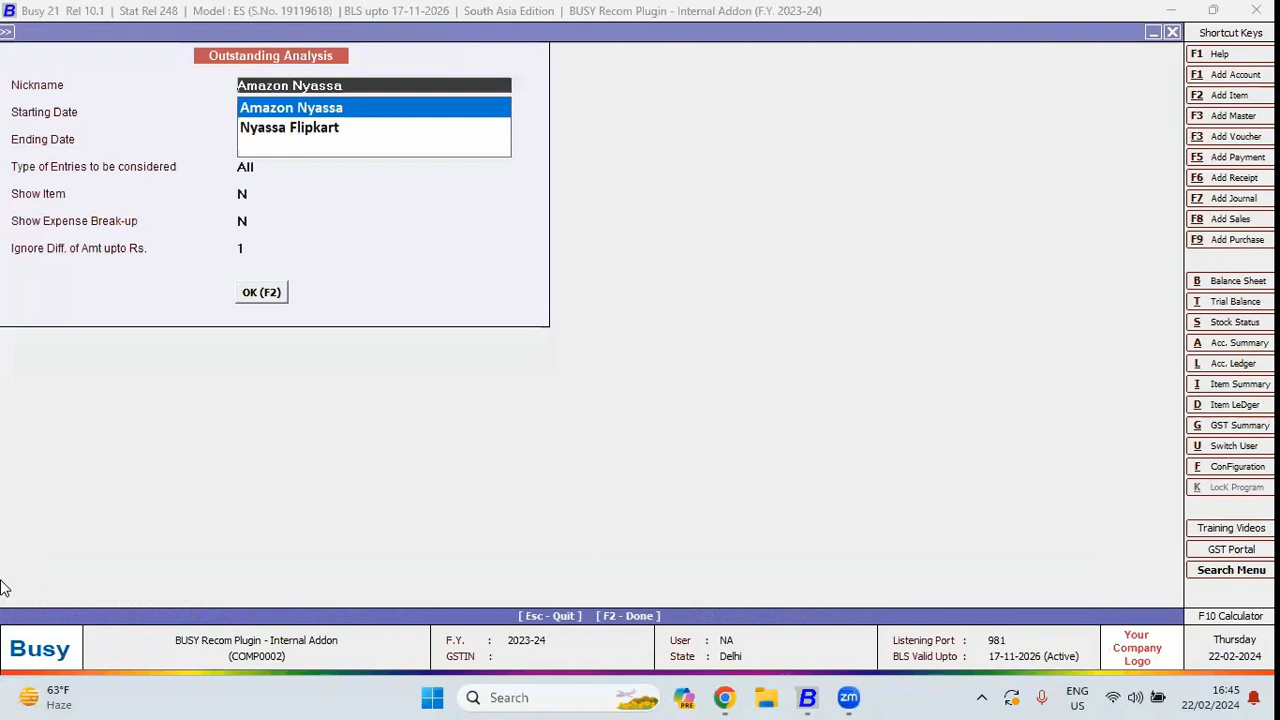 Busy 21 Rel 10.1 | Stat Rel 248 | Model : ES (S.No. 19119618) | BLS upto 17-11-2026 | South Asia Edition | BUSY Recom Plugin - Internal Addon (F.Y. 2023-24)
>>
Outstanding Analysis
Nickname Amazon Nyassa
Amazon Nyassa
Starting Date
Nyassa Flipkart
Ending Date
Type of Entries to be considered All
Show Item N
Show Expense Break-up N
Ignore Diff. of Amt upto Rs. 1
OK (F2)
Shortcut Keys
F1 Help
F1 Add Account
F2 Add Item
F3 Add Master
F3 Add Voucher
F5 Add Payment
F6 Add Receipt
F7 Add Journal
F8 Add Sales
F9 Add Purchase
B Balance Sheet
T Trial Balance
S Stock Status
A Acc. Summary
L Acc. Ledger
I Item Summary
D Item LeDger
G GST Summary
U Switch User
F ConFiguration
K LocK Program
Training Videos
GST Portal
Search Menu
[ Esc - Quit ] [ F2 - Done ]
F10 Calculator
Busy
BUSY Recom Plugin - Internal Addon
(COMP0002)
F.Y. : 2023-24
GSTIN :
User : NA
State : Delhi
Listening Port : 981
BLS Valid Upto : 17-11-2026 (Active)
Your
Company
Logo
Thursday
22-02-2024
63°F
Haze
Search
PRE
zm
ENG
US
16:45
22/02/2024